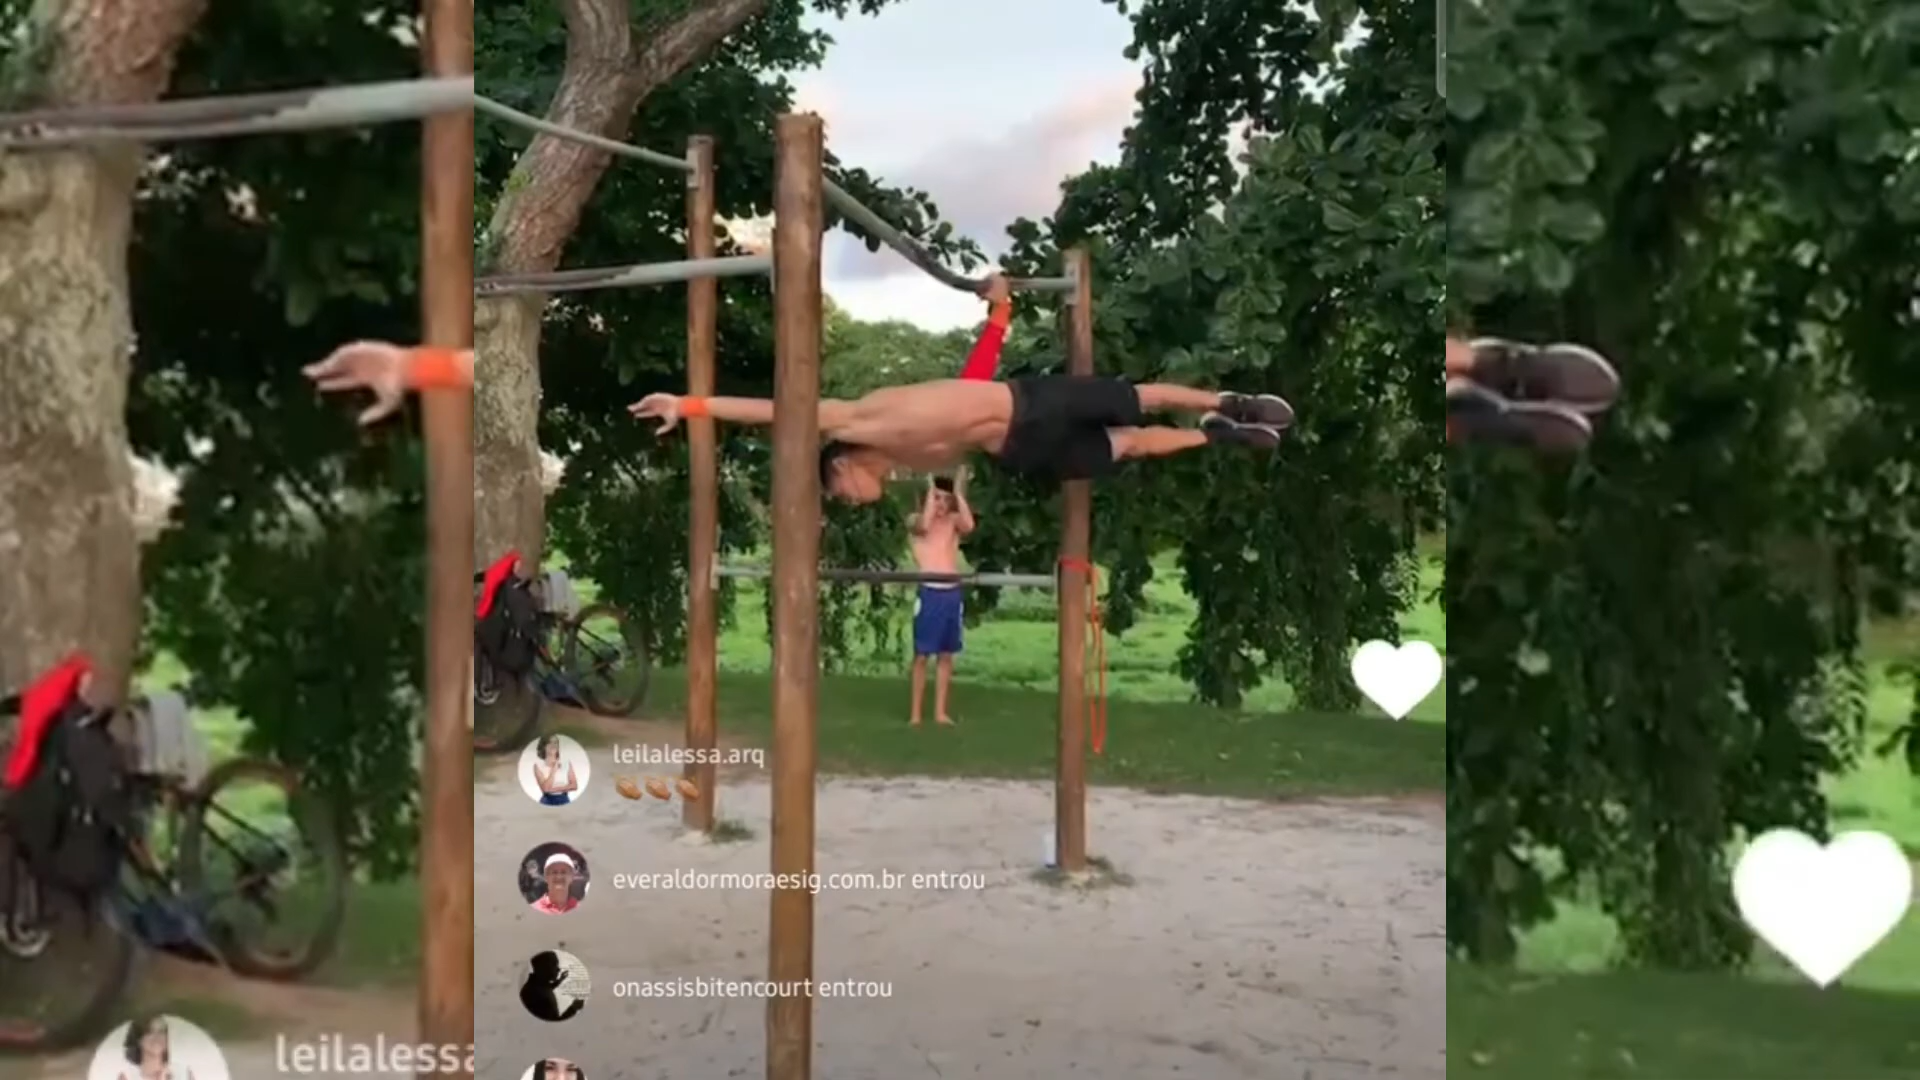 leilalessa.arq
everaldormoraesig.com.br entrou
onassisbitencourt entrou
leilalessa